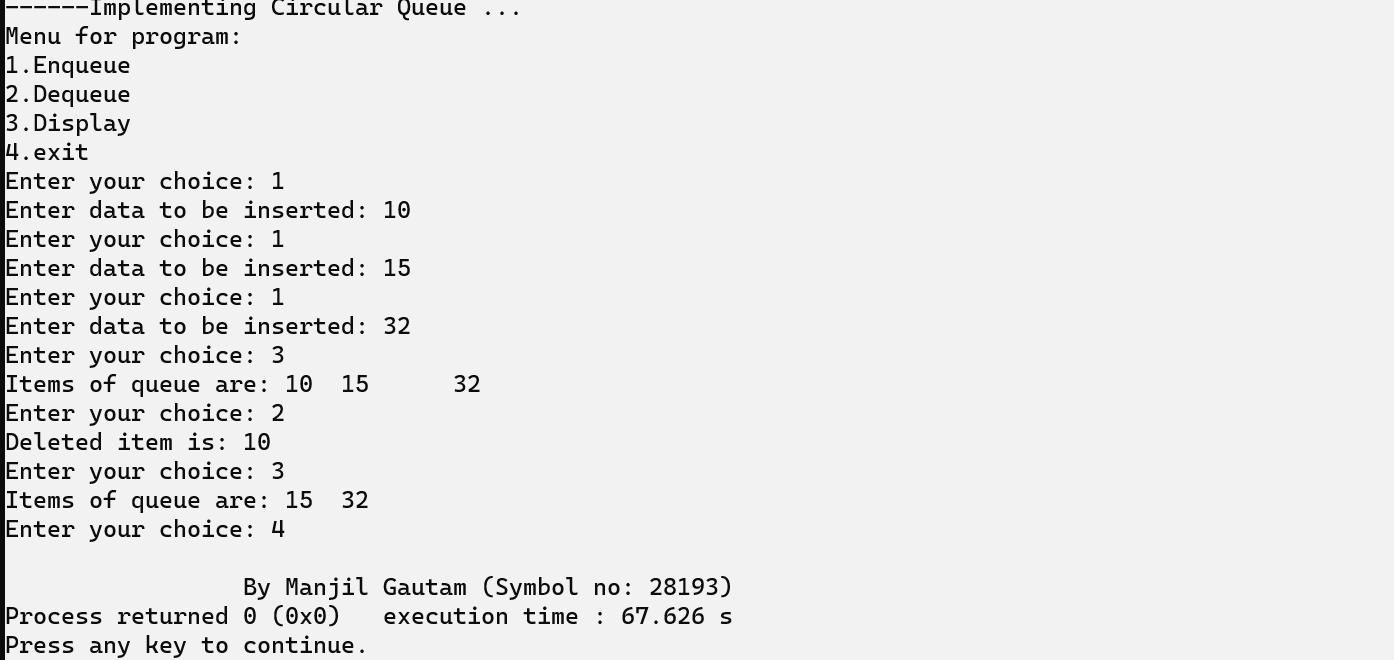 ------Implementing Circular Queue ...
Menu for program:
1.Enqueue
2.Dequeue
3.Display
4.exit
Enter your choice: 1
Enter data to be inserted: 10
Enter your choice: 1
Enter data to be inserted: 15
Enter your choice: 1
Enter data to be inserted: 32
Enter your choice: 3
Items of queue are: 10  15      32
Enter your choice: 2
Deleted item is: 10
Enter your choice: 3
Items of queue are: 15  32
Enter your choice: 4
By Manjil Gautam (Symbol no: 28193)
Process returned 0 (0x0)   execution time : 67.626 s
Press any key to continue.